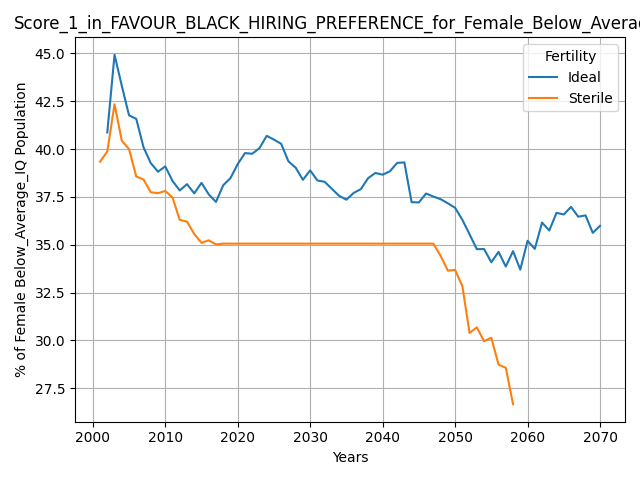 Score_1_in_FAVOUR_BLACK_HIRING_PREFERENCE_for_Female_Below_Averag
45.0
42.5
40.0
37.5
35.0
32.5
30.0
27.5
% of Female Below_Average_IQ Population
Fertility
Ideal
Sterile
2000 2010 2020 2030 2040 2050 2060 2070
Years